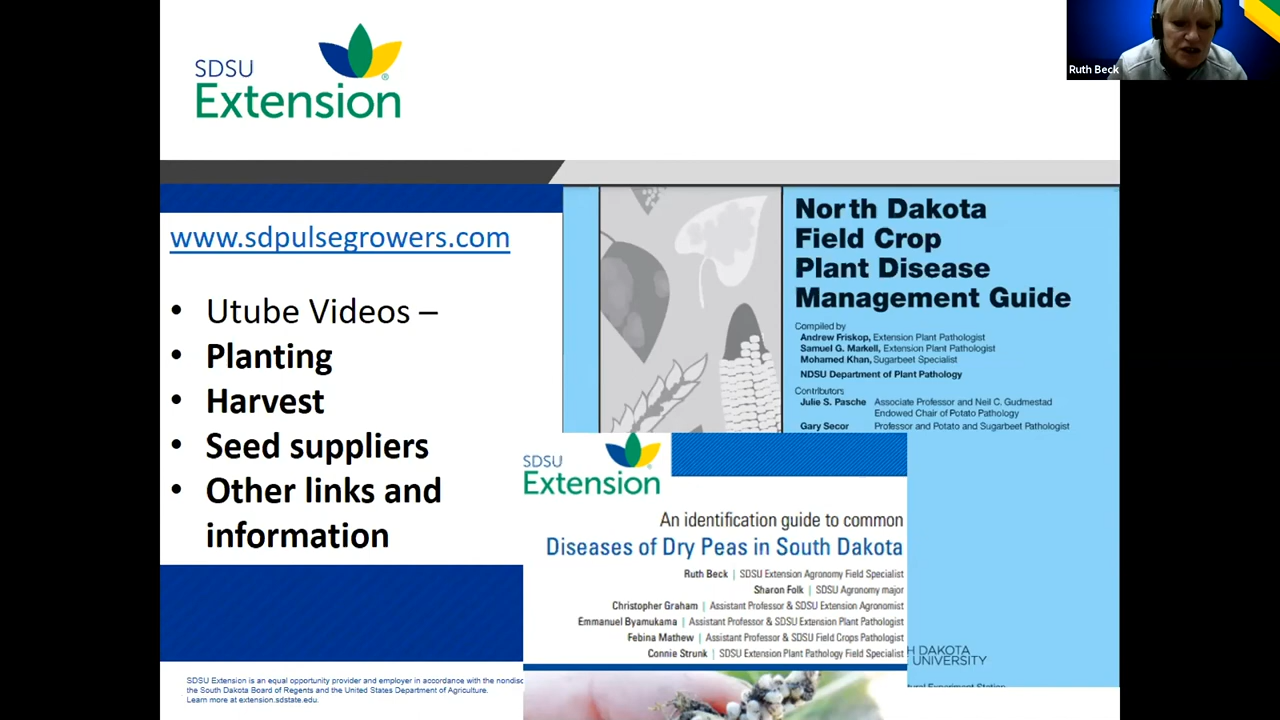 SDSU
Extension
®
Ruth Beck
www.sdpulsegrowers.com
• Utube Videos –
• Planting
• Harvest
• Seed suppliers
• Other links and
information
North Dakota
Field Crop
Plant Disease
Management Guide
Compiled by
Andrew Friskop, Extension Plant Pathologist
Samuel G. Markell, Extension Plant Pathologist
Mohamed Khan, Sugarbeet Specialist
NDSU Department of Plant Pathology
Contributors
Julie S. Pasche Associate Professor and Neil C. Gudmestad
Endowed Chair of Potato Pathology
Gary Secor Professor and Potato and Sugarbeet Pathologist
SDSU
Extension
An identification guide to common
Diseases of Dry Peas in South Dakota
Ruth Beck | SDSU Extension Agronomy Field Specialist
Sharon Folk | SDSU Agronomy major
Christopher Graham | Assistant Professor & SDSU Extension Agronomist
Emmanuel Byamukama | Assistant Professor & SDSU Extension Plant Pathologist
Febina Mathew | Assistant Professor & SDSU Field Crops Pathologist
Connie Strunk | SDSU Extension Plant Pathology Field Specialist
H DAKOTA
UNIVERSITY
Experiment Station
SDSU Extension is an equal opportunity provider and employer in accordance with the nondisc
the South Dakota Board of Regents and the United States Department of Agriculture.
Learn more at extension.sdstate.edu.